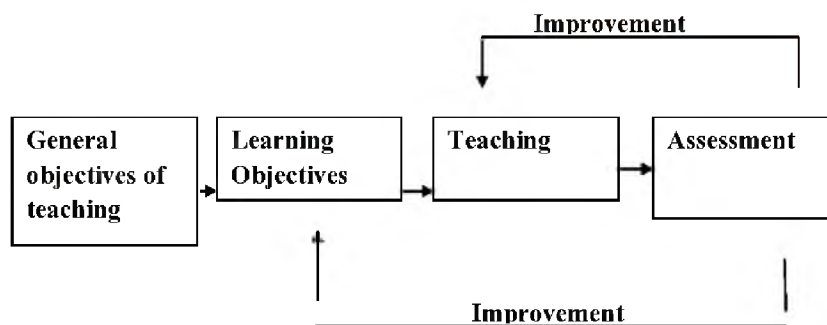 Improvement
General
objectives of
teaching
Learning
Objectives
Teaching
Assessment
Improvement